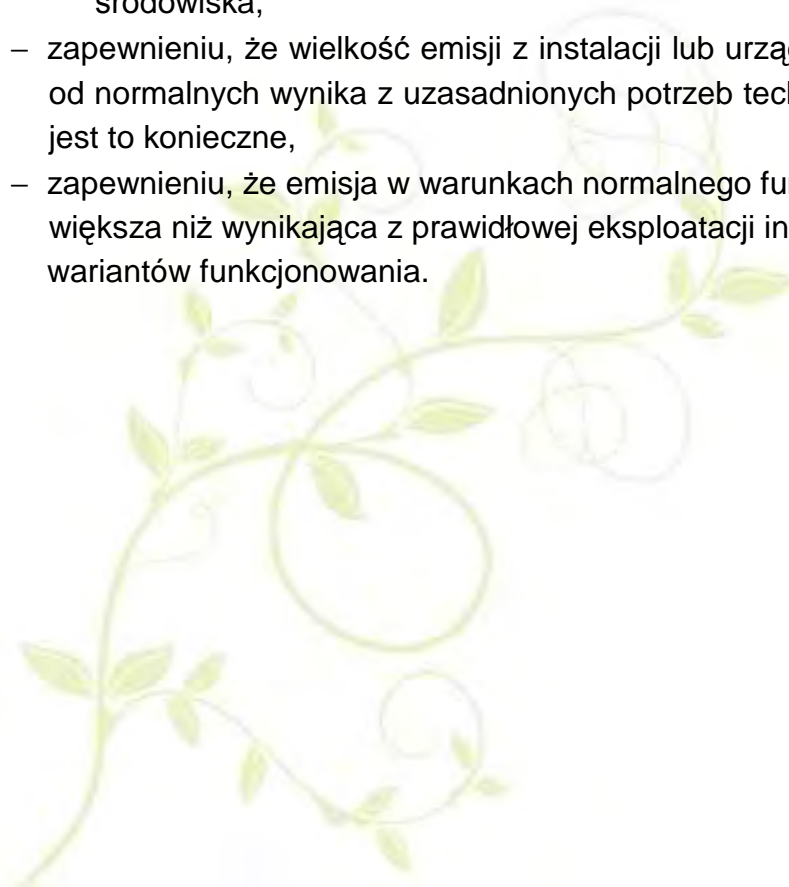 środowiska,
– zapewnieniu, że wielkość emisji z instalacji lub
od normalnych wynika z uzasadnionych potrzeb
jest to konieczne,
– zapewnieniu, że emisja w warunkach normalnego
większa niż wynikająca z prawidłowej eksploatacji
wariantów funkcjonowania.